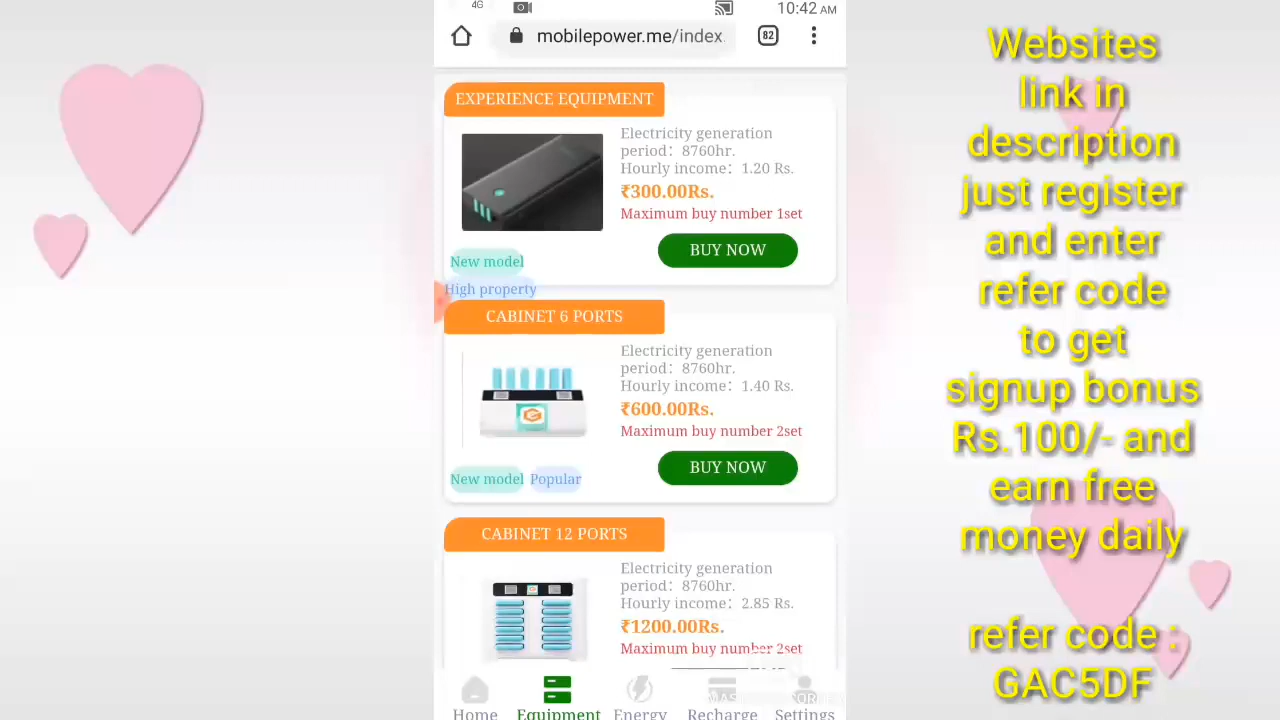 4G
10:42 AM
mobilepower.me/index.
82
EXPERIENCE EQUIPMENT
Electricity generation
period：8760hr.
Hourly income：1.20 Rs.
₹300.00Rs.
Maximum buy number 1set
BUY NOW
New model
High property
CABINET 6 PORTS
Electricity generation
period：8760hr.
Hourly income：1.40 Rs.
₹600.00Rs.
Maximum buy number 2set
BUY NOW
New model Popular
CABINET 12 PORTS
Electricity generation
period：8760hr.
Hourly income：2.85 Rs.
₹1200.00Rs.
Maximum buy number 2set
Home Equipment Energy Recharge Settings
Websites
link in
description
just register
and enter
refer code
to get
signup bonus
Rs.100/- and
earn free
money daily
refer code :
GAC5DF